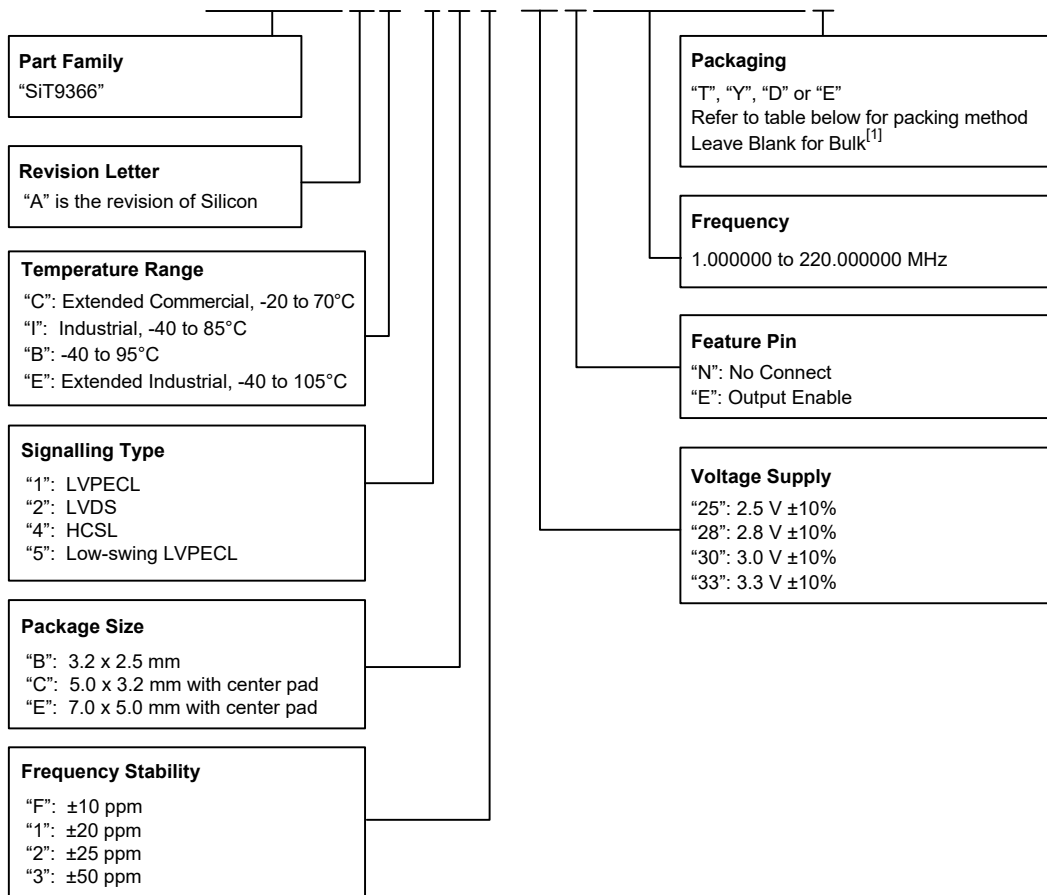 Part Family
“SiT9366”
Revision Letter
“A” is the revision of Silicon
Temperature Range
“C”: Extended Commercial, -20 to 70°C
“I”: Industrial, -40 to 85°C
“B”: -40 to 95°C
“E”: Extended Industrial, -40 to 105°C
Signalling Type
“1”: LVPECL
“2”: LVDS
“4”: HCSL
“5”: Low-swing LVPECL
Package Size
“B”: 3.2 x 2.5 mm
“C”: 5.0 x 3.2 mm with center pad
“E”: 7.0 x 5.0 mm with center pad
Frequency Stability
“F”: ±10 ppm
“1”: ±20 ppm
“2”: ±25 ppm
“3”: ±50 ppm
Packaging
“T”, “Y”, “D” or “E”
Refer to table below for packing method
Leave Blank for Bulk[1]
Frequency
1.000000 to 220.000000 MHz
Feature Pin
“N”: No Connect
“E”: Output Enable
Voltage Supply
“25”: 2.5 V ±10%
“28”: 2.8 V ±10%
“30”: 3.0 V ±10%
“33”: 3.3 V ±10%